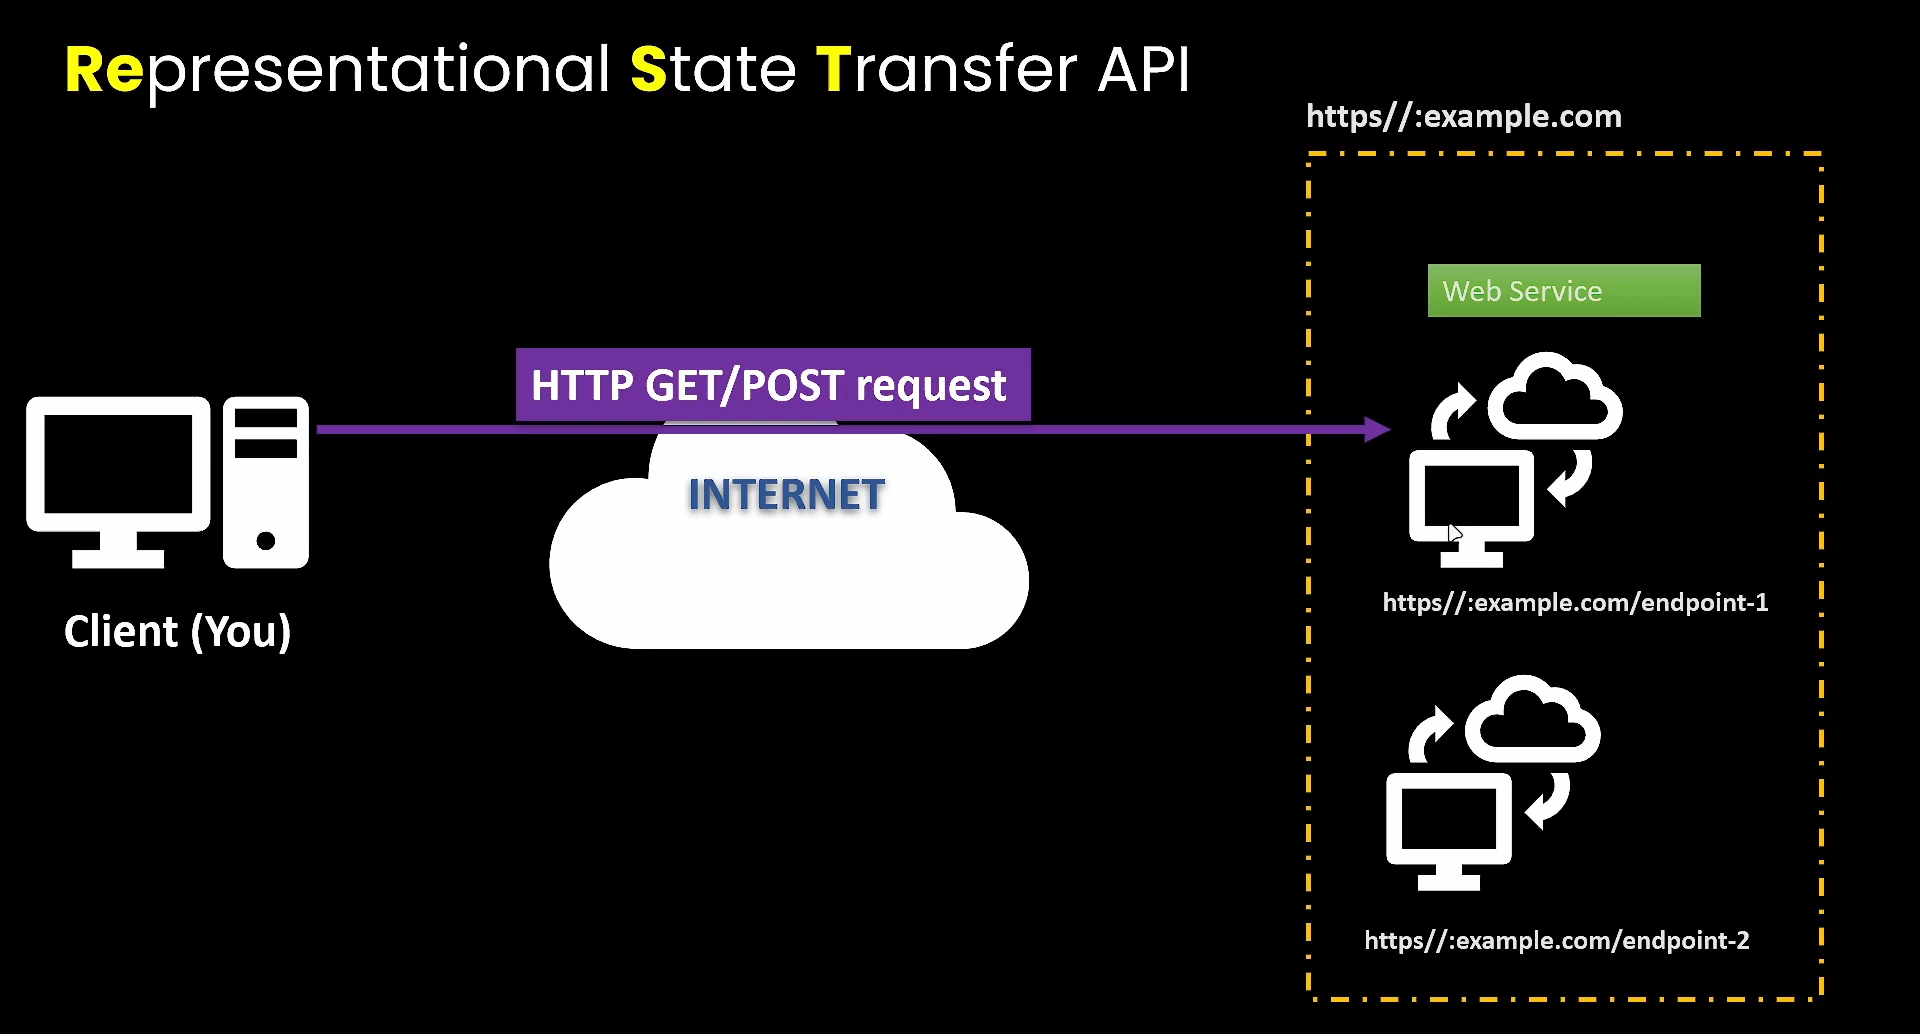 Representational State Transfer API
https//:example.com
Web Service
HTTP GET/POST request
INTERNET
Client (You)
https//:example.com/endpoint-1
https//:example.com/endpoint-2